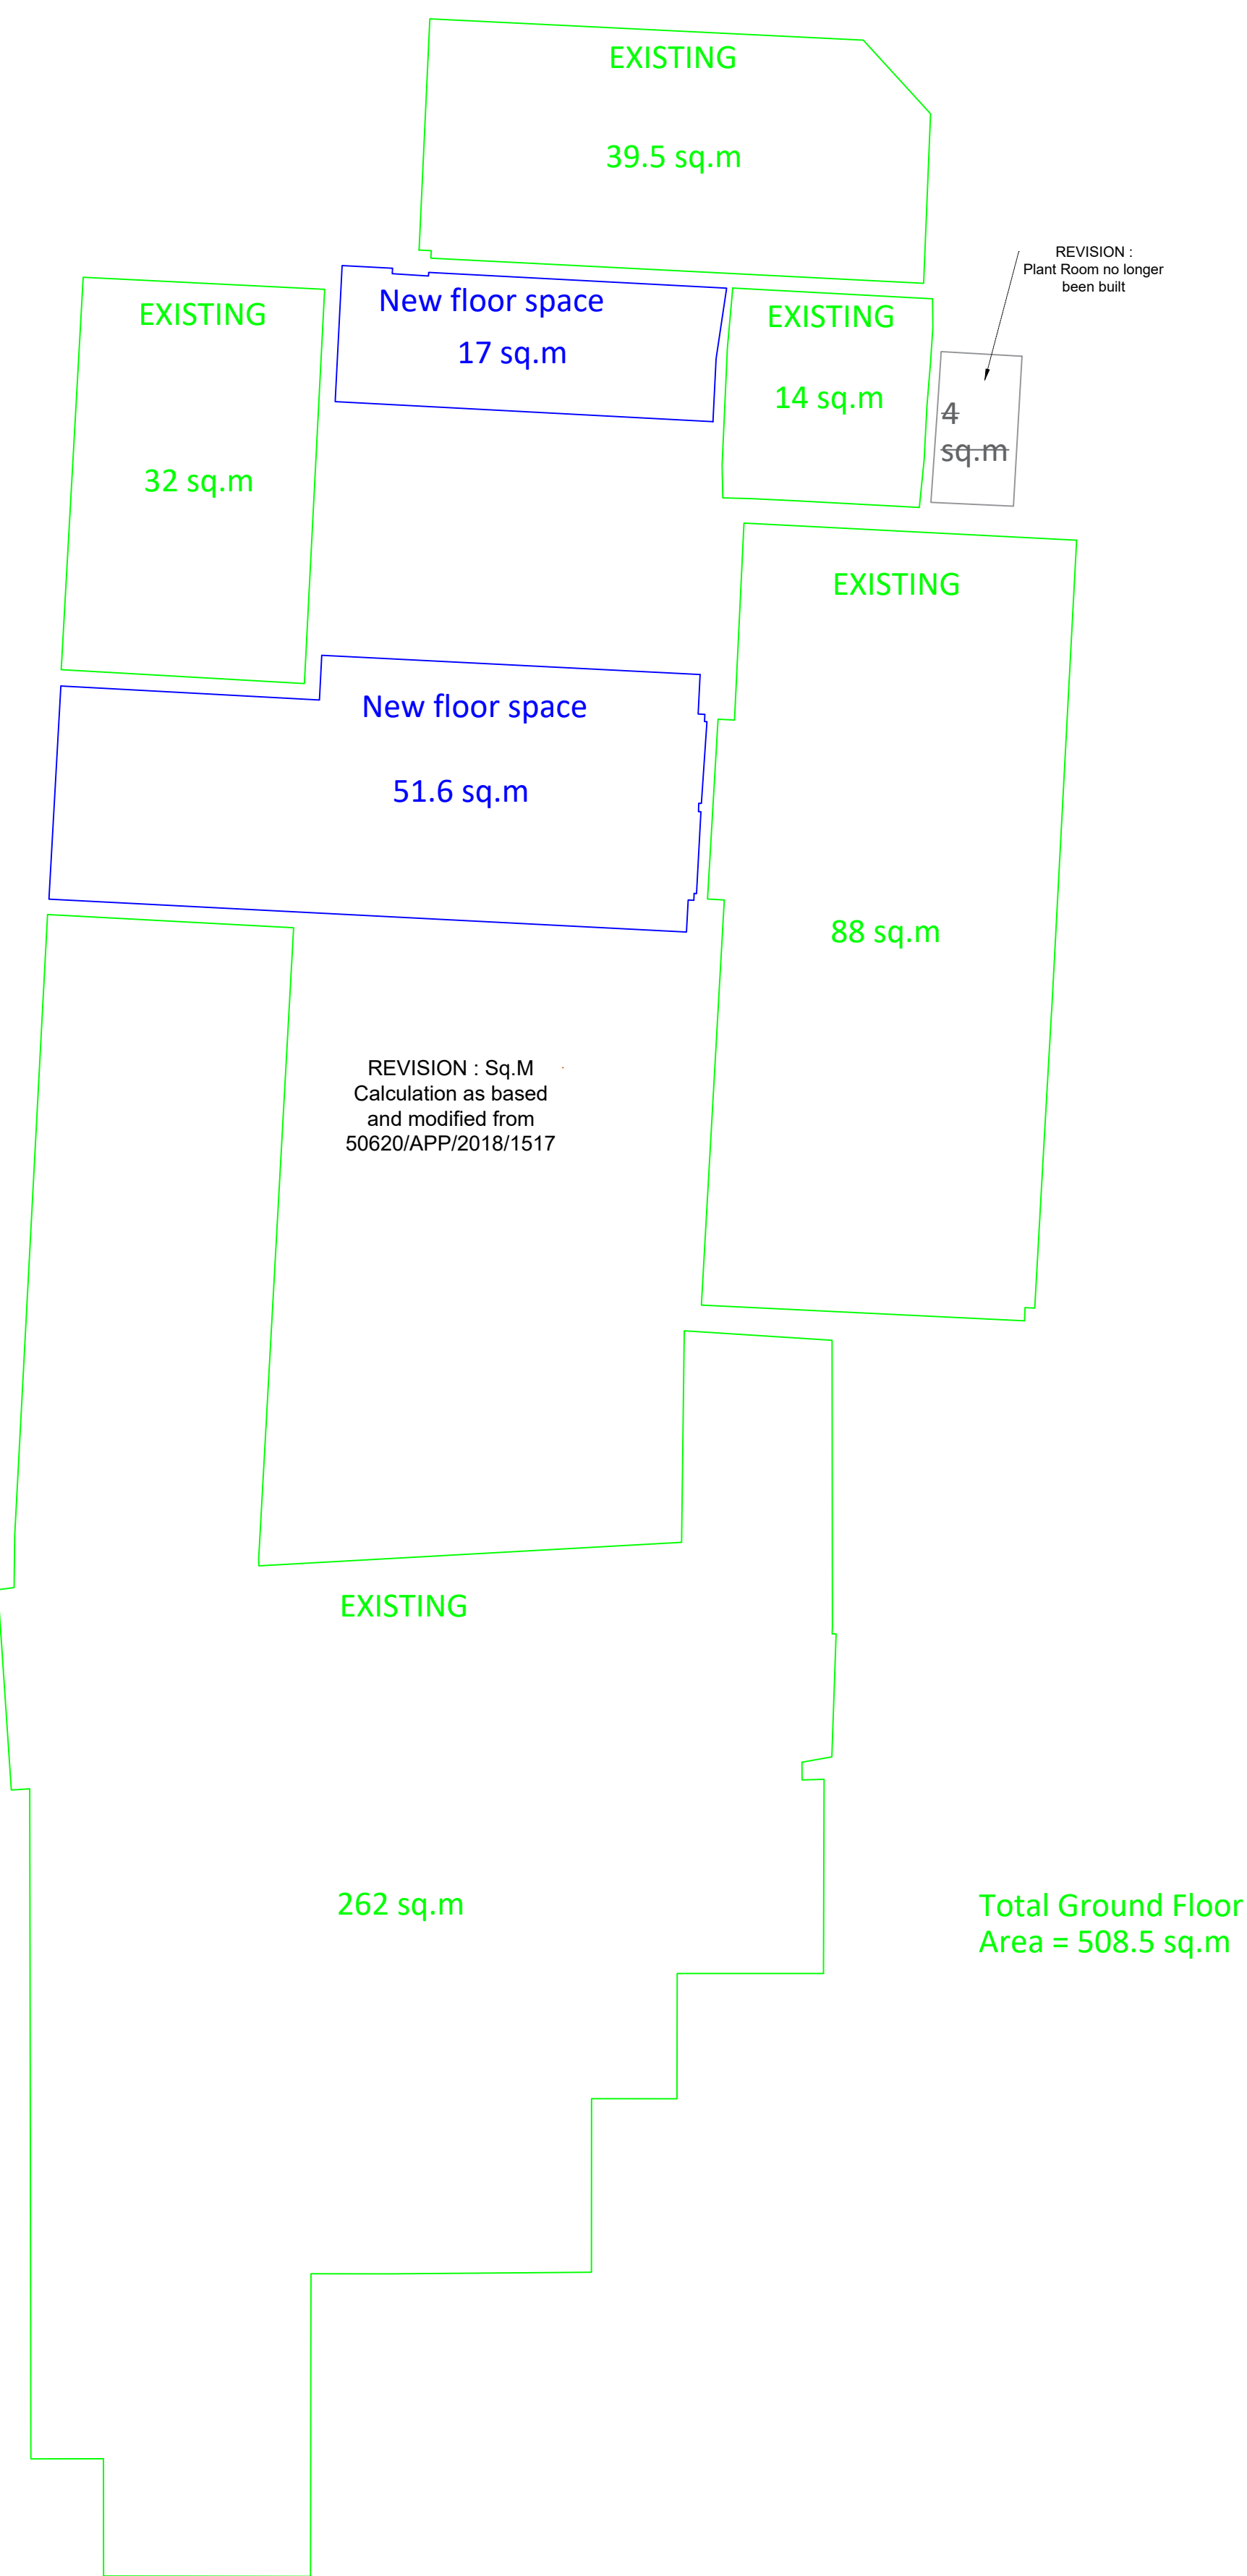 EXISTING
39.5 sq.m
REVISION :
Plant Room no longer
been built
New floor space
17 sq.m
EXISTING
32 sq.m
EXISTING
14 sq.m
4
sq.m
EXISTING
88 sq.m
New floor space
51.6 sq.m
REVISION : Sq.M
Calculation as based
and modified from
50620/APP/2018/1517
EXISTING
262 sq.m
Total Ground Floor
Area = 508.5 sq.m